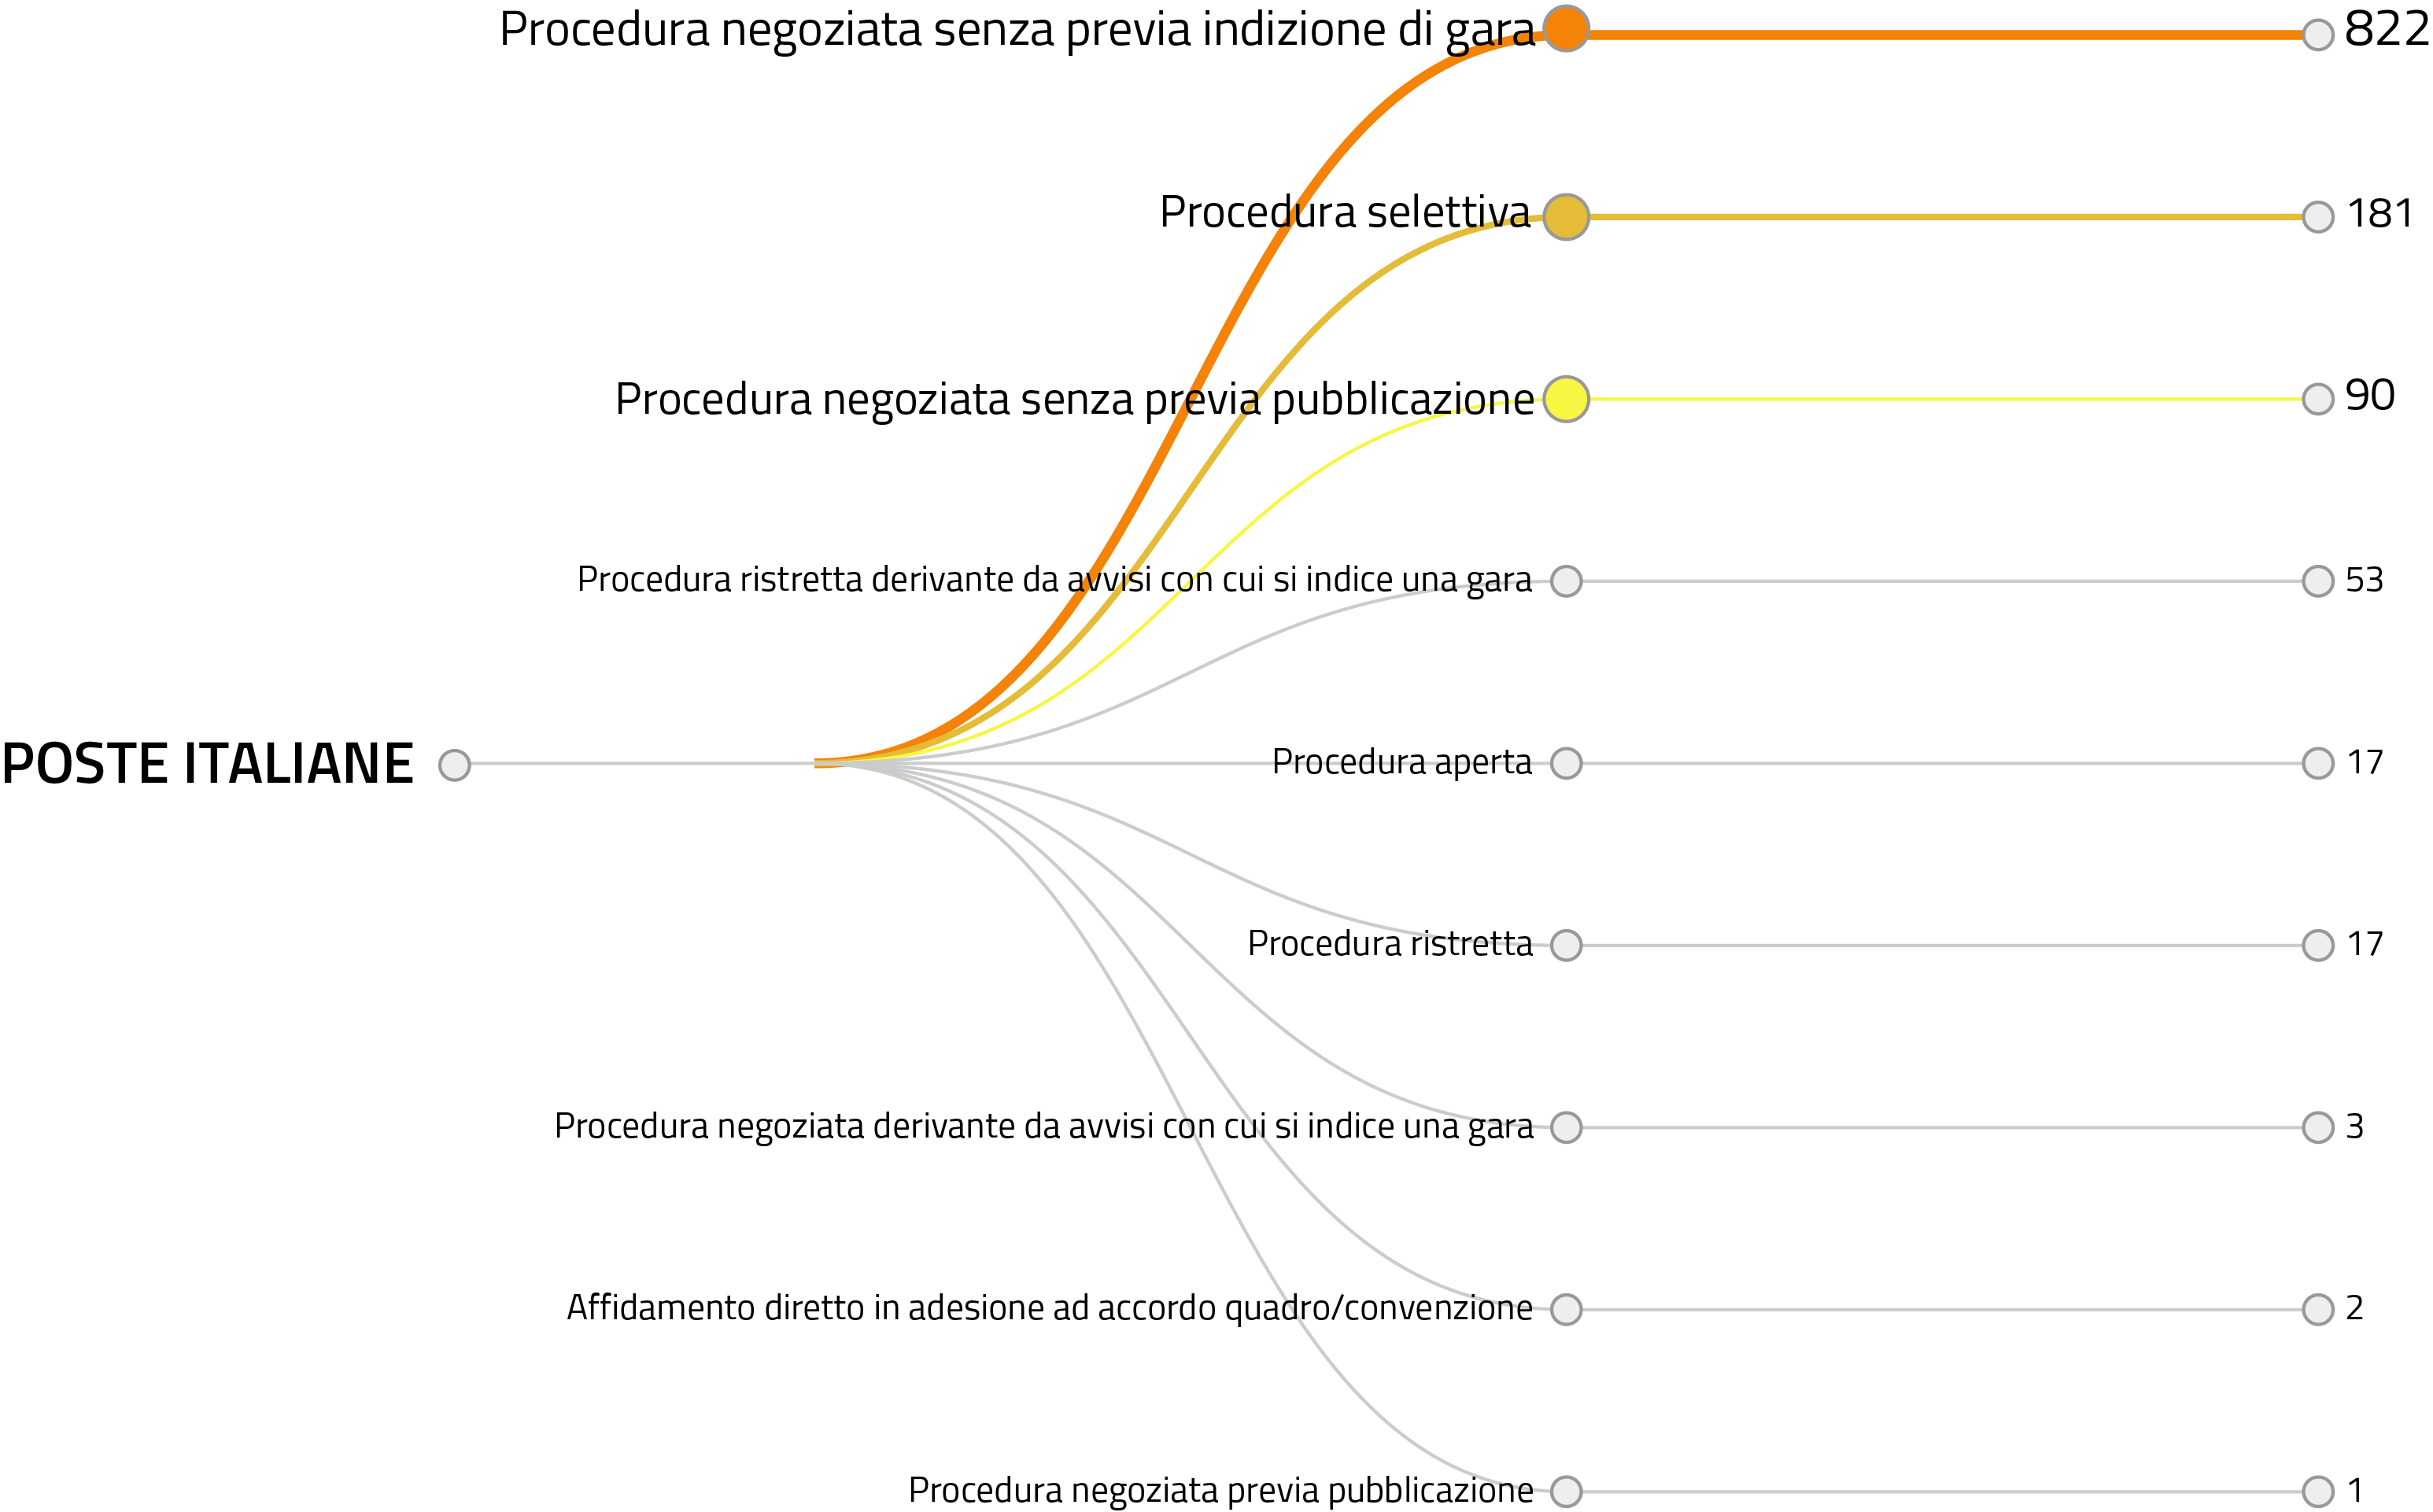 Procedura negoziata senza previa indizione di gara 822
Procedura selettiva 181
Procedura negoziata senza previa pubblicazione 90
Procedura ristretta derivante da avvisi con cui si indice una gara 53
POSTE ITALIANE
Procedura aperta 17
Procedura ristretta 17
Procedura negoziata derivante da avvisi con cui si indice una gara 3
Affidamento diretto in adesione ad accordo quadro/convenzione 2
Procedura negoziata previa pubblicazione 1